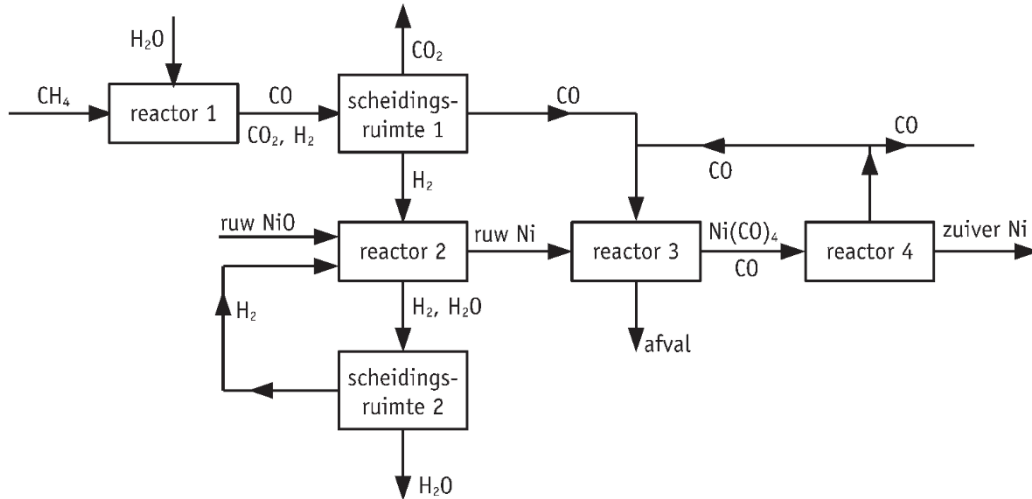 H₂O
CO₂
CH₄
reactor 1
CO
CO₂, H₂
scheidings-
ruimte 1
CO
CO
CO
H₂
ruw NiO
reactor 2
ruw Ni
reactor 3
Ni(CO)₄
CO
reactor 4
zuiver Ni
H₂
H₂, H₂O
afval
scheidings-
ruimte 2
H₂O